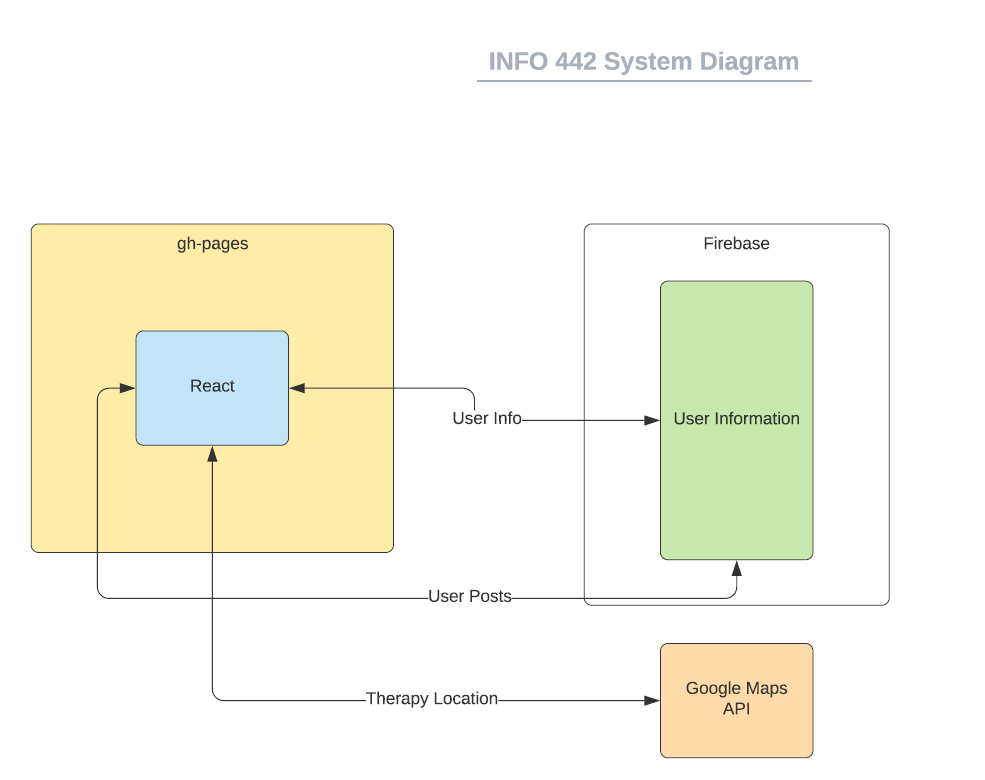 INFO 442 System Diagram
gh-pages
Firebase
React
User Info
User Information
User Posts
Therapy Location
Google Maps
API